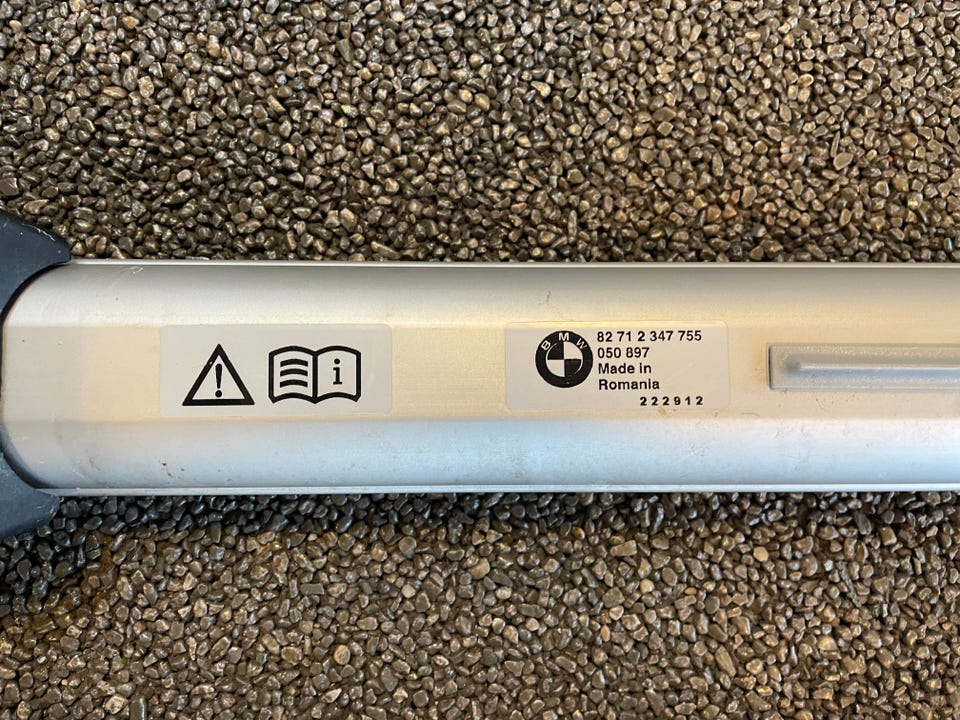 BMW
82 71 2 347 755
050 897
Made in
Romania
222912
i